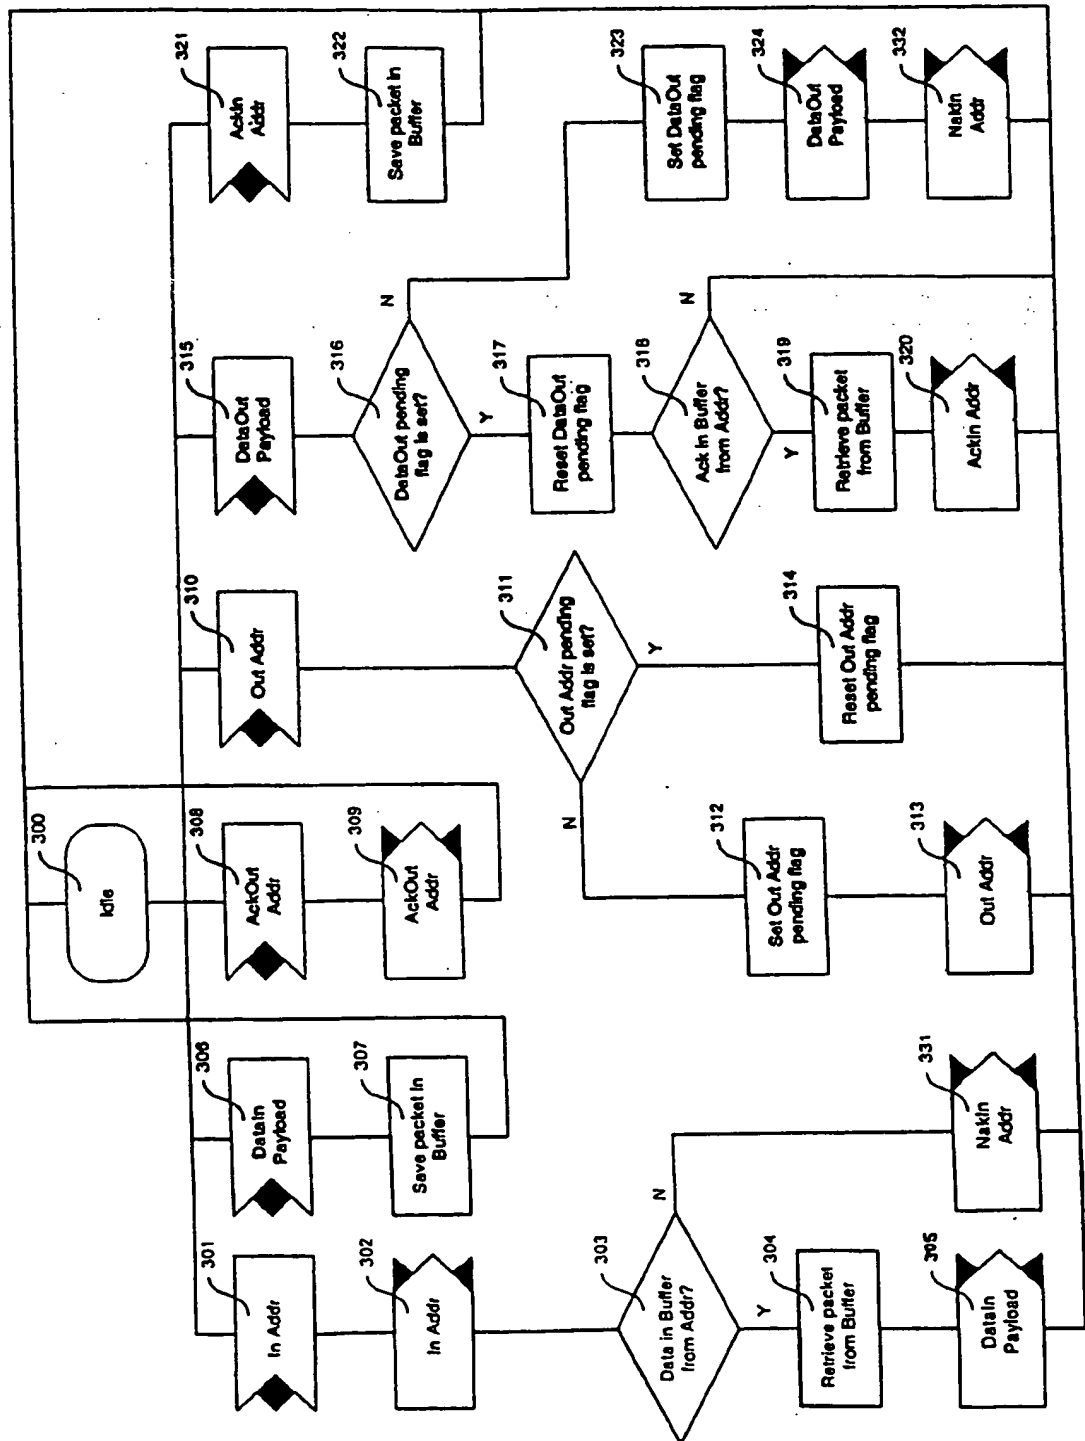 300
Idle
301
In Addr
302
In Addr
303
Data in Buffer
from Addr?
N
Y
304
Retrieve packet
from Buffer
305
DataIn
Payload
331
NakIn
Addr
306
DataIn
Payload
307
Save packet in
Buffer
308
AckOut
Addr
309
AckOut
Addr
310
Out Addr
311
Out Addr pending
flag is set?
N
Y
312
Set Out Addr
pending flag
313
Out Addr
314
Reset Out Addr
pending flag
315
DataOut
Payload
316
DataOut pending
flag is set?
N
Y
317
Reset DataOut
pending flag
318
Ack in Buffer
from Addr?
N
Y
319
Retrieve packet
from Buffer
320
AckIn Addr
321
AckIn
Addr
322
Save packet in
Buffer
323
Set DataOut
pending flag
324
DataOut
Payload
332
NakIn
Addr